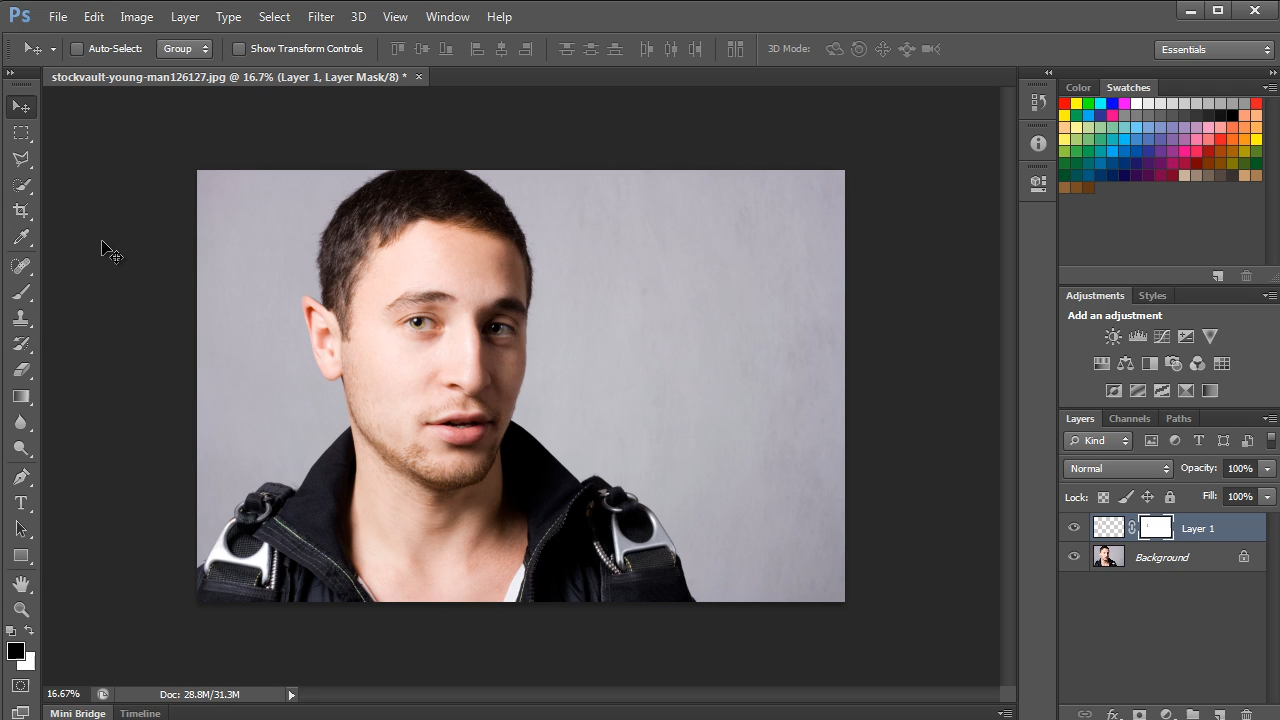 Ps File Edit Image Layer Type Select Filter 3D View Window Help
Auto-Select: Group Show Transform Controls 3D Mode: Essentials
stockvault-young-man126127.jpg @ 16.7% (Layer 1, Layer Mask/8) * ×
Color Swatches
Adjustments Styles
Add an adjustment
Layers Channels Paths
Kind
Normal Opacity: 100%
Lock: Fill: 100%
Layer 1
Background
16.67% Doc: 28.8M/31.3M
Mini Bridge Timeline